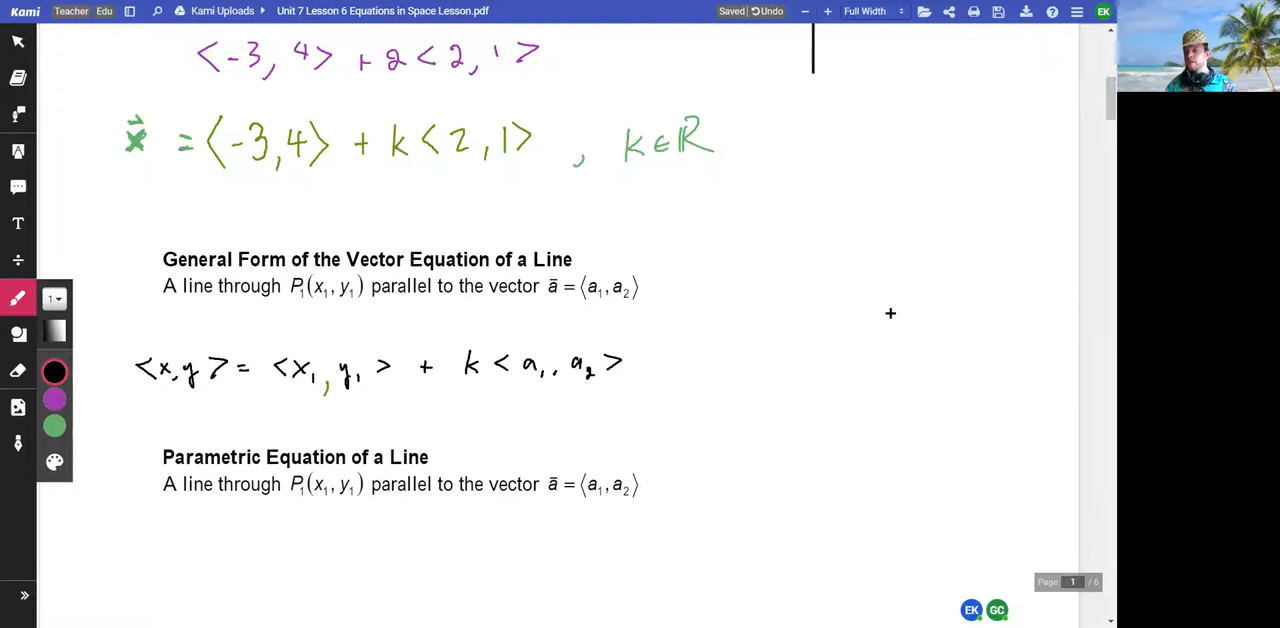 Kami Teacher Edu Kami Uploads Unit 7 Lesson 6 Equations in Space Lesson.pdf Saved Undo Full Width EK
<-3, 4> + 2 <2, 1>
x⃗ = <-3, 4> + k <2, 1> , k ∈ ℝ
General Form of the Vector Equation of a Line
A line through P₁(x₁, y₁) parallel to the vector a⃗ = ⟨a₁, a₂⟩
<x, y> = <x₁, y₁> + k <a₁, a₂>
Parametric Equation of a Line
A line through P₁(x₁, y₁) parallel to the vector a⃗ = ⟨a₁, a₂⟩
Page 1 / 6
EK GC
1
T
A